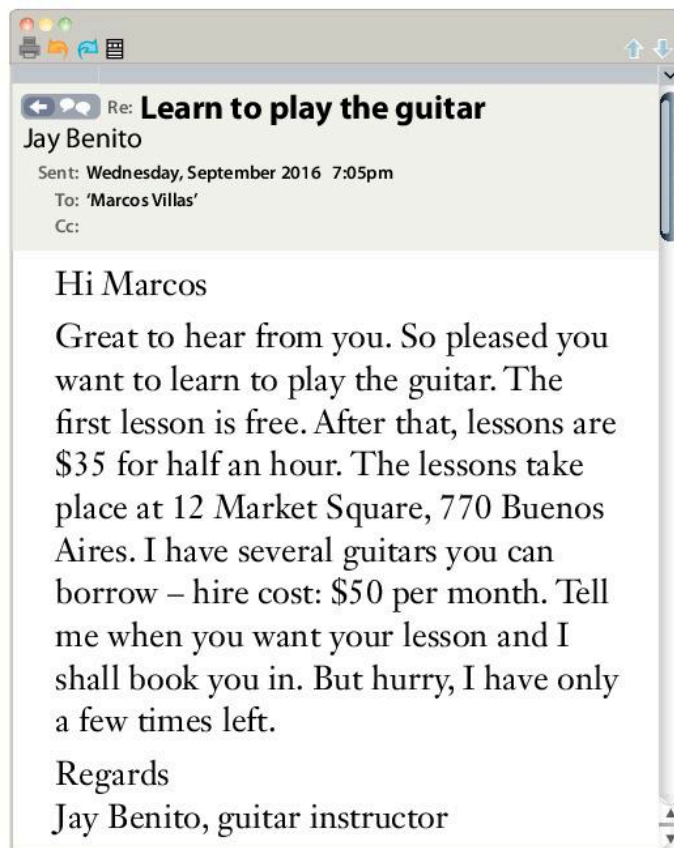 Re: Learn to play the guitar
Jay Benito
Sent: Wednesday, September 2016 7:05pm
To: 'Marcos Villas'
Cc:
Hi Marcos
Great to hear from you. So pleased you
want to learn to play the guitar. The
first lesson is free. After that, lessons are
$35 for half an hour. The lessons take
place at 12 Market Square, 770 Buenos
Aires. I have several guitars you can
borrow – hire cost: $50 per month. Tell
me when you want your lesson and I
shall book you in. But hurry, I have only
a few times left.
Regards
Jay Benito, guitar instructor